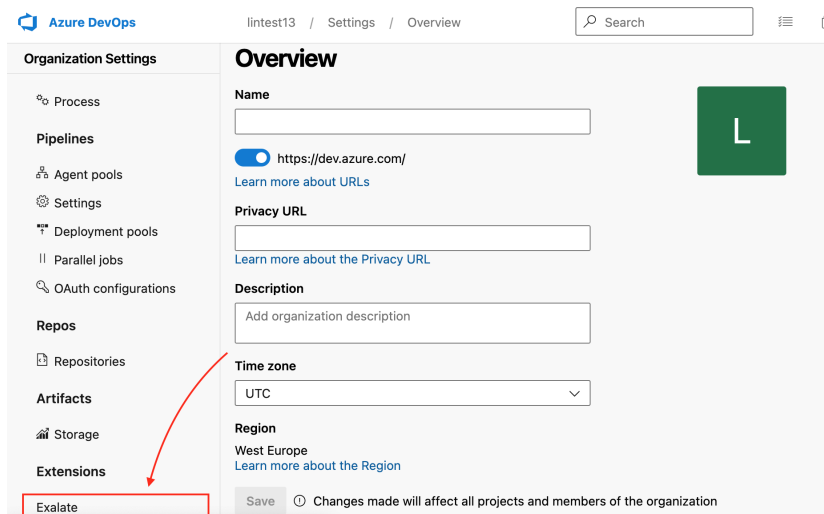 Azure DevOps
lintest13 / Settings / Overview
Search
Organization Settings
Process
Pipelines
Agent pools
Settings
Deployment pools
Parallel jobs
OAuth configurations
Repos
Repositories
Artifacts
Storage
Extensions
Exalate
Overview
Name
https://dev.azure.com/
Learn more about URLs
Privacy URL
Learn more about the Privacy URL
Description
Add organization description
Time zone
UTC
Region
West Europe
Learn more about the Region
Save Changes made will affect all projects and members of the organization
L